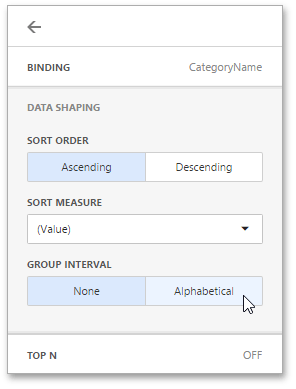 BINDING CategoryName
DATA SHAPING
SORT ORDER
Ascending Descending
SORT MEASURE
(Value)
GROUP INTERVAL
None Alphabetical
TOP N OFF